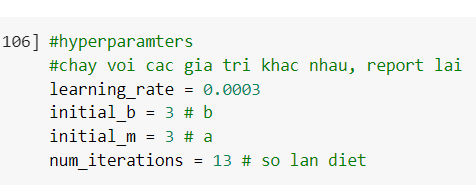 106] #hyperparamters
#chay voi cac gia tri khac nhau, report lai
learning_rate = 0.0003
initial_b = 3 # b
initial_m = 3 # a
num_iterations = 13 # so lan diet